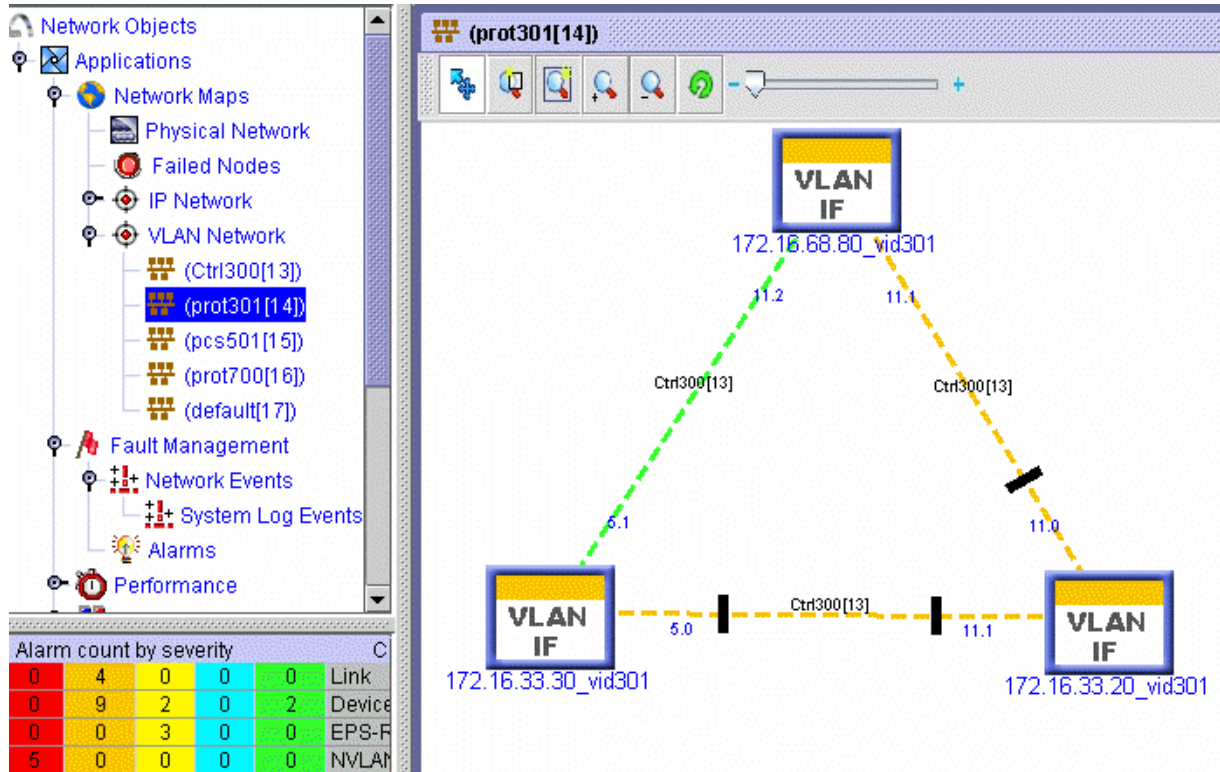 Network Objects
Applications
Network Maps
Physical Network
Failed Nodes
IP Network
VLAN Network
(Ctrl300[13])
(prot301[14])
(pcs501[15])
(prot700[16])
(default[17])
Fault Management
Network Events
System Log Events
Alarms
Performance
Alarm count by severity C
0 4 0 0 0 Link
0 9 2 0 2 Device
0 0 3 0 0 EPS-R
5 0 0 0 0 NVLAN
(prot301[14])
VLAN
IF
172.16.68.80_vid301
11.2
11.1
Ctrl300[13]
Ctrl300[13]
5.1
11.0
VLAN
IF
172.16.33.30_vid301
5.0
Ctrl300[13]
11.1
VLAN
IF
172.16.33.20_vid301